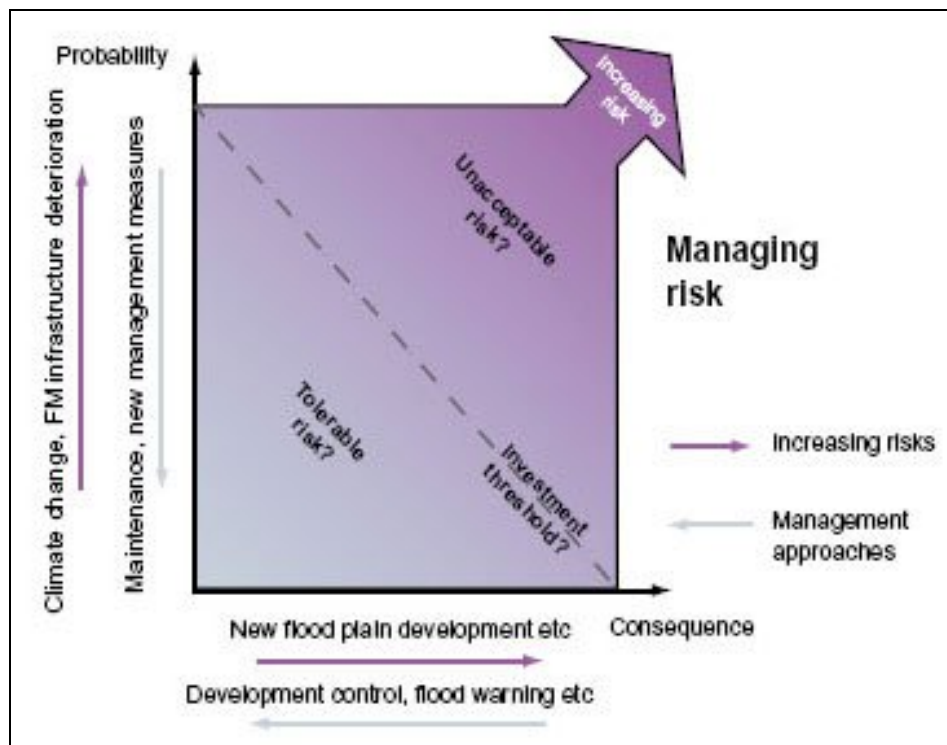 Probability
Climate change, FM infrastructure deterioration
Maintenance, new management measures
Increasing
risk
Unacceptable
risk?
Managing
risk
Tolerable
risk?
investment
threshold?
Increasing risks
Management
approaches
New flood plain development etc
Consequence
Development control, flood warning etc